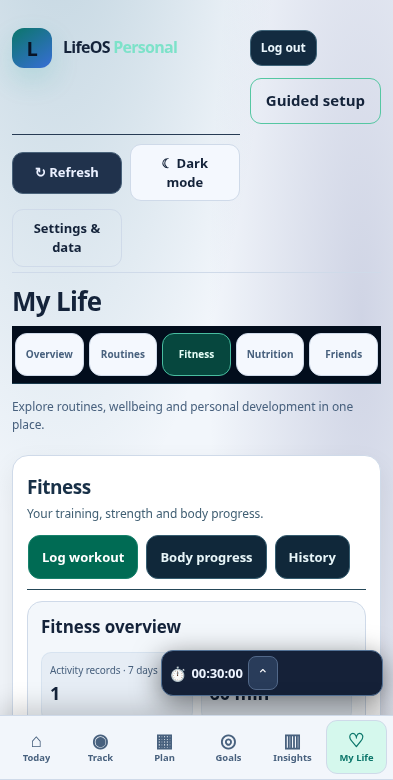 L LifeOS Personal
Log out
Guided setup
↻ Refresh
☾ Dark
mode
Settings &
data
My Life
Overview Routines Fitness Nutrition Friends
Explore routines, wellbeing and personal development in one
place.
Fitness
Your training, strength and body progress.
Log workout Body progress History
Fitness overview
Activity records · 7 days
1
00:30:00
Today Track Plan Goals Insights My Life